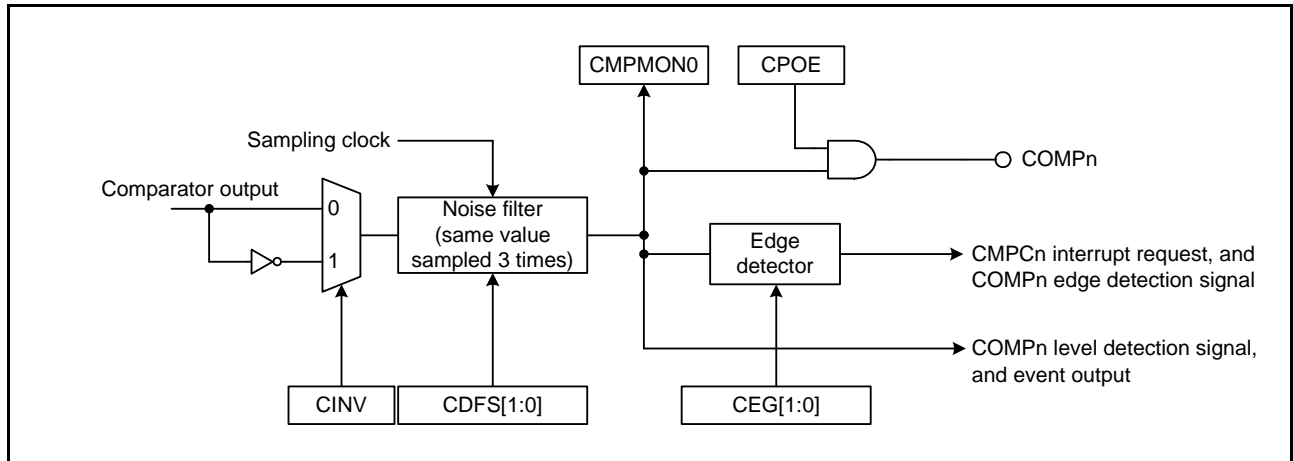 CMPMON0
CPOE
Sampling clock
COMPn
Comparator output
0
1
Noise filter
(same value
sampled 3 times)
Edge
detector
CMPCn interrupt request, and
COMPn edge detection signal
COMPn level detection signal,
and event output
CINV
CDFS[1:0]
CEG[1:0]